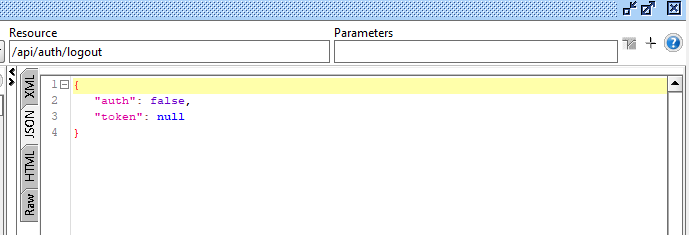 Resource
Parameters
/api/auth/logout
XML
JSON
HTML
Raw
1 {
2 "auth": false,
3 "token": null
4 }